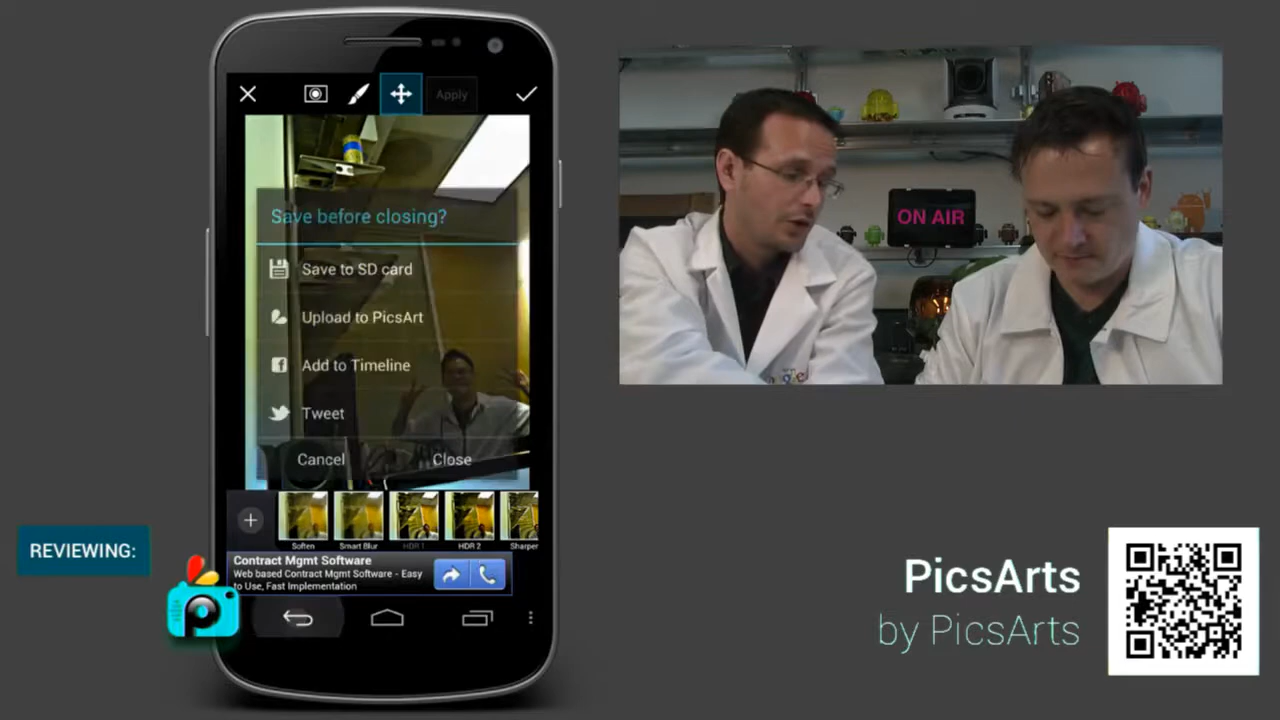 Apply
Save before closing?
Save to SD card
Upload to PicsArt
Add to Timeline
Tweet
Cancel
Close
Soften
Smart Blur
HDR 1
HDR 2
Sharper
Contract Mgmt Software
Web based Contract Mgmt Software - Easy
to Use, Fast Implementation
ON AIR
REVIEWING:
PicsArts
by PicsArts